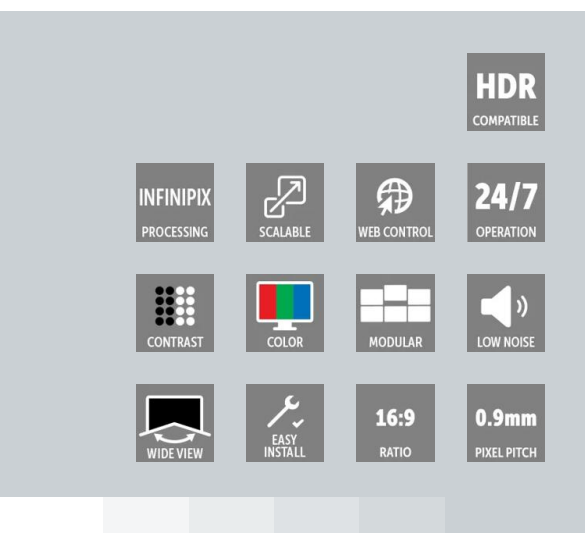 HDR
COMPATIBLE
INFINIPIX
PROCESSING
SCALABLE
WEB CONTROL
24/7
OPERATION
CONTRAST
COLOR
MODULAR
LOW NOISE
WIDE VIEW
EASY
INSTALL
16:9
RATIO
0.9mm
PIXEL PITCH